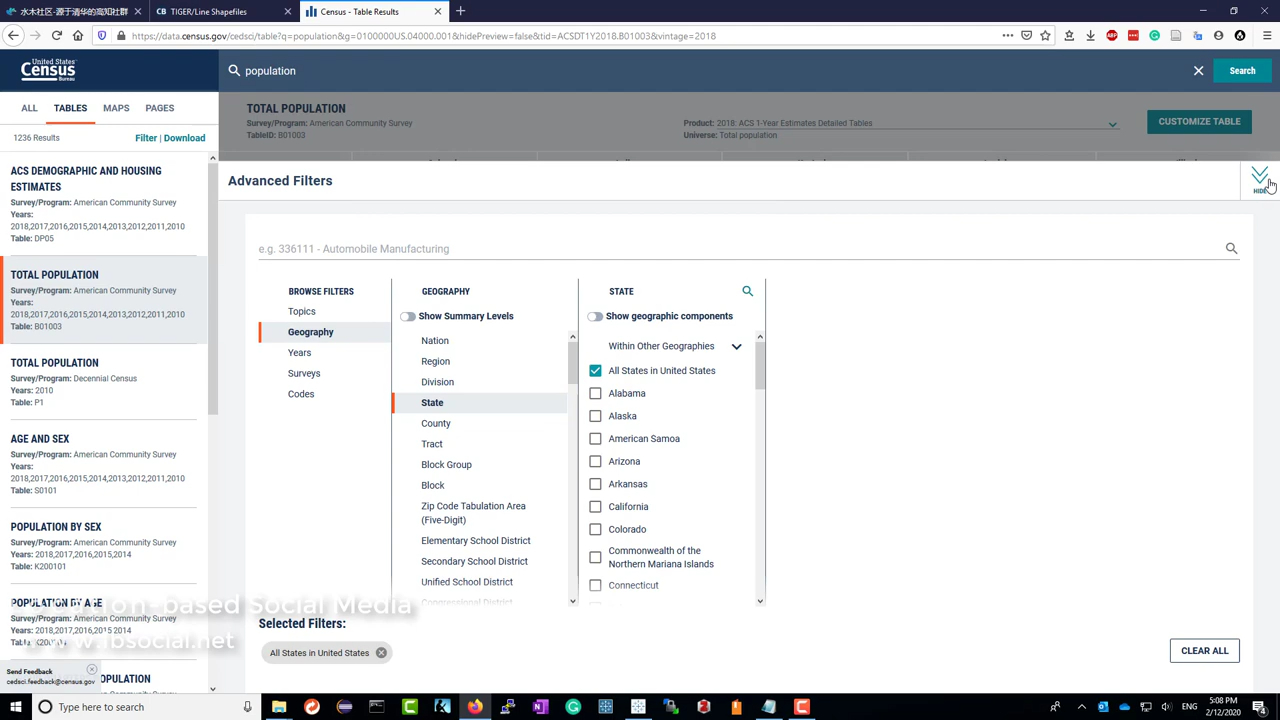 水木社区-源于清华的高知社群
TIGER/Line Shapefiles
Census - Tables
https://data.census.gov/cedsci/table?q=population&g=0100000US.04000.001&hidePreview=false&tid=ACSDT1Y2018.B01003&vintage=2018
United States
Census
Bureau
population
Search
ALL
TABLES
MAPS
PAGES
1236 Results
Filter | Download
TOTAL POPULATION
Survey/Program: American Community Survey
TableID: B01003
Product: 2018: ACS 1-Year Estimates Detailed Tables
Universe: Total population
CUSTOMIZE TABLE
ACS DEMOGRAPHIC AND HOUSING
ESTIMATES
Survey/Program: American Community Survey
Years:
2018,2017,2016,2015,2014,2013,2012,2011,2010
Table: DP05
TOTAL POPULATION
Survey/Program: American Community Survey
Years:
2018,2017,2016,2015,2014,2013,2012,2011,2010
Table: B01003
TOTAL POPULATION
Survey/Program: Decennial Census
Years: 2010
Table: P1
AGE AND SEX
Survey/Program: American Community Survey
Years:
2018,2017,2016,2015,2014,2013,2012,2011,2010
Table: S0101
POPULATION BY SEX
Survey/Program: American Community Survey
Years: 2018,2017,2016,2015,2014
Table: K200101
POPULATION BY AGE
Survey/Program: American Community Survey
Years: 2018,2017,2016,2015,2014
POPULATION
Advanced Filters
HIDE
e.g. 336111 - Automobile Manufacturing
BROWSE FILTERS
Topics
Geography
Years
Surveys
Codes
GEOGRAPHY
Show Summary Levels
Nation
Region
Division
State
County
Tract
Block Group
Block
Zip Code Tabulation Area
(Five-Digit)
Elementary School District
Secondary School District
Unified School District
Congressional District
STATE
Show geographic components
Within Other Geographies
All States in United States
Alabama
Alaska
American Samoa
Arizona
Arkansas
California
Colorado
Commonwealth of the
Northern Mariana Islands
Connecticut
Selected Filters:
All States in United States
CLEAR ALL
-based Social Media
www.lbsocial.net
Send Feedback
cedsci.feedback@census.gov
Type here to search
5:08 PM
2/12/2020